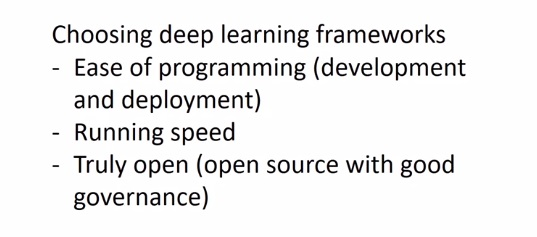 Choosing deep learning frameworks
- Ease of programming (development
and deployment)
- Running speed
- Truly open (open source with good
governance)